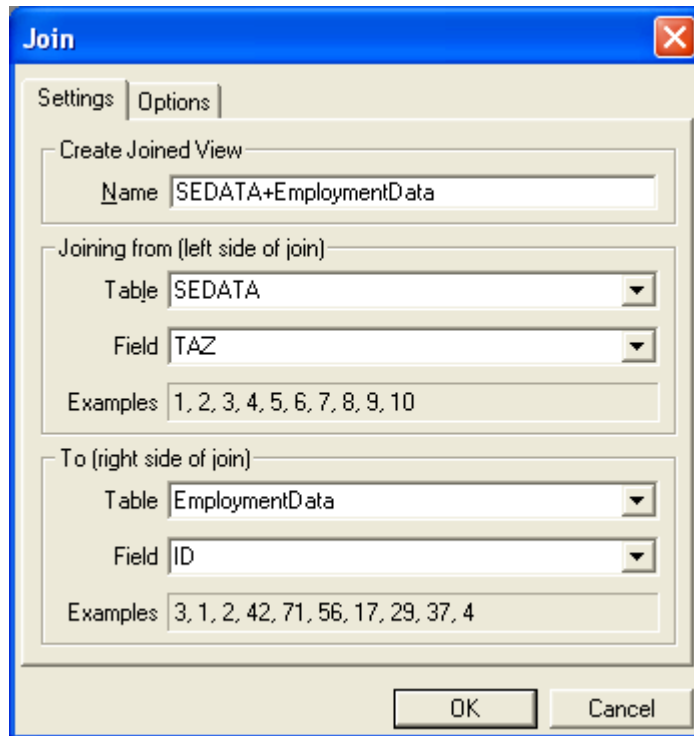 Join
Settings Options
Create Joined View
Name SEDATA+EmploymentData
Joining from (left side of join)
Table SEDATA
Field TAZ
Examples 1, 2, 3, 4, 5, 6, 7, 8, 9, 10
To (right side of join)
Table EmploymentData
Field ID
Examples 3, 1, 2, 42, 71, 56, 17, 29, 37, 4
OK Cancel